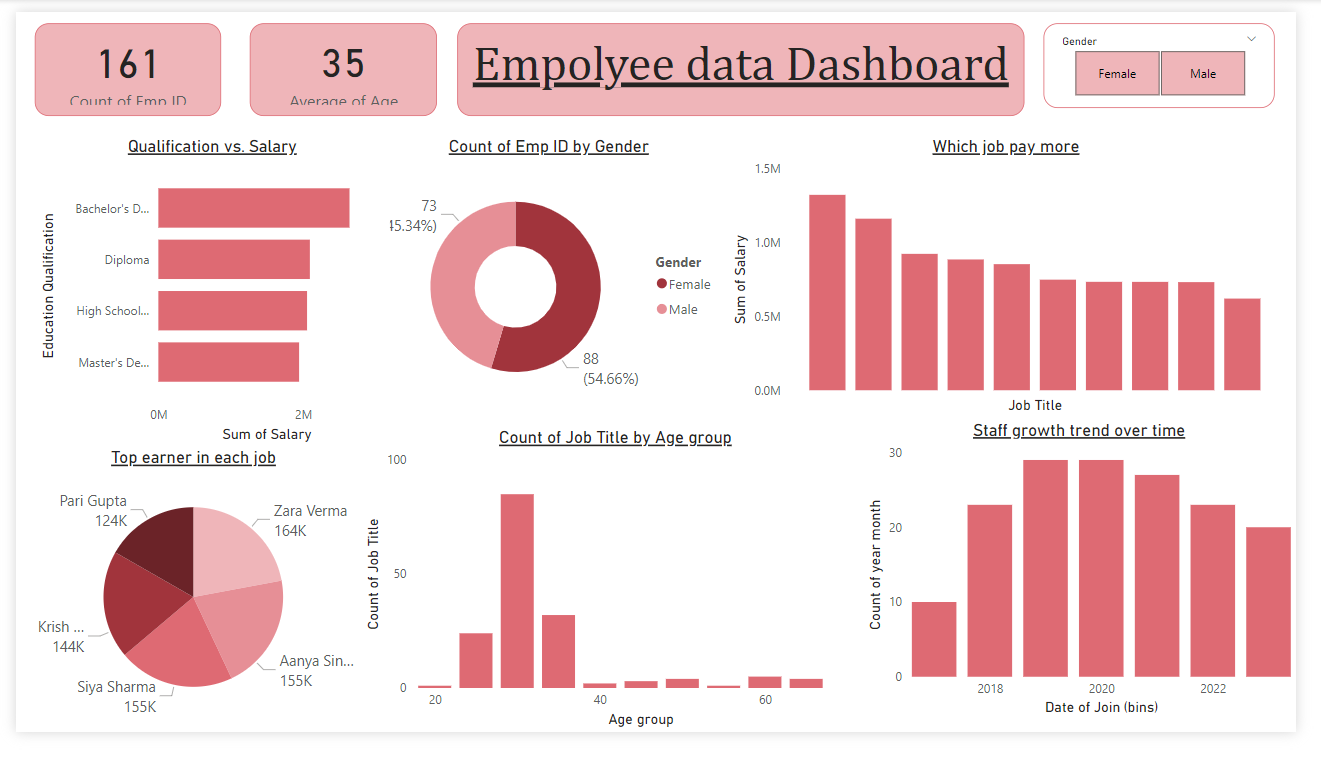 161
Count of Emp ID
35
Average of Age
Empolyee data Dashboard
Gender
Female
Male
Qualification vs. Salary
Education Qualification
Bachelor's D...
Diploma
High School...
Master's De...
0M
2M
Sum of Salary
Count of Emp ID by Gender
73
45.34%)
88
(54.66%)
Gender
Female
Male
Which job pay more
Sum of Salary
1.5M
1.0M
0.5M
0.0M
Job Title
Top earner in each job
Pari Gupta
124K
Zara Verma
164K
Krish ...
144K
Aanya Sin...
155K
Siya Sharma
155K
Count of Job Title by Age group
Count of Job Title
100
50
0
20
40
60
Age group
Staff growth trend over time
Count of year month
30
20
10
0
2018
2020
2022
Date of Join (bins)